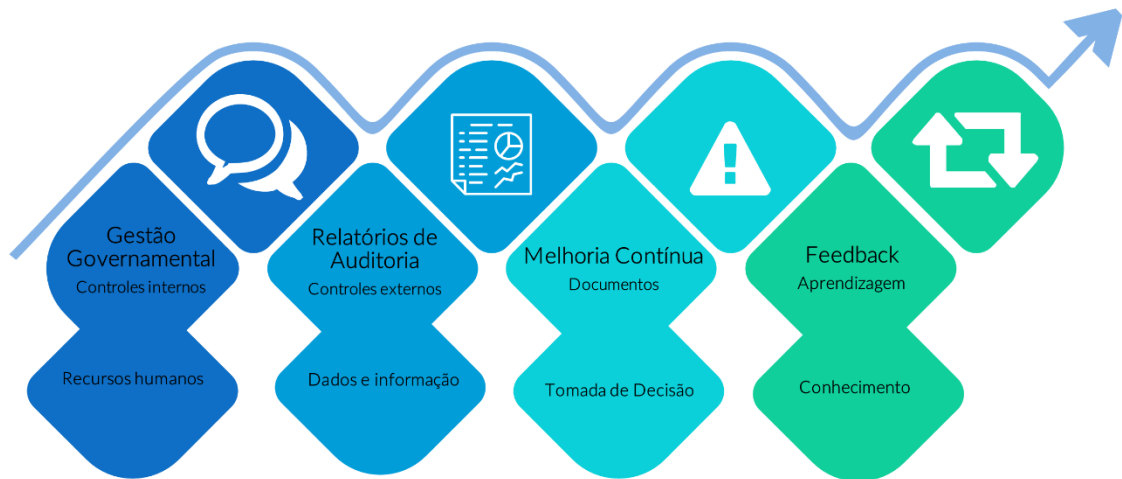 Gestão
Governamental
Controles internos
Recursos humanos
Relatórios de
Auditoria
Controles externos
Dados e informação
Melhoria Contínua
Documentos
Tomada de Decisão
Feedback
Aprendizagem
Conhecimento